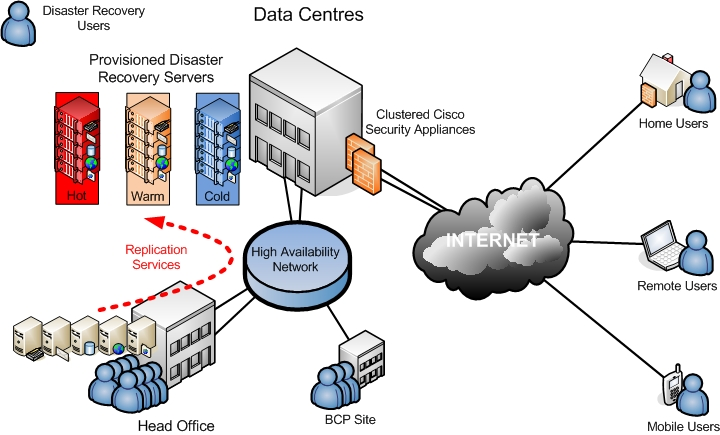 Disaster Recovery
Users
Data Centres
Provisioned Disaster
Recovery Servers
Hot
Warm
Cold
Clustered Cisco
Security Appliances
Home Users
Replication
Services
High Availability
Network
INTERNET
Remote Users
Head Office
BCP Site
Mobile Users